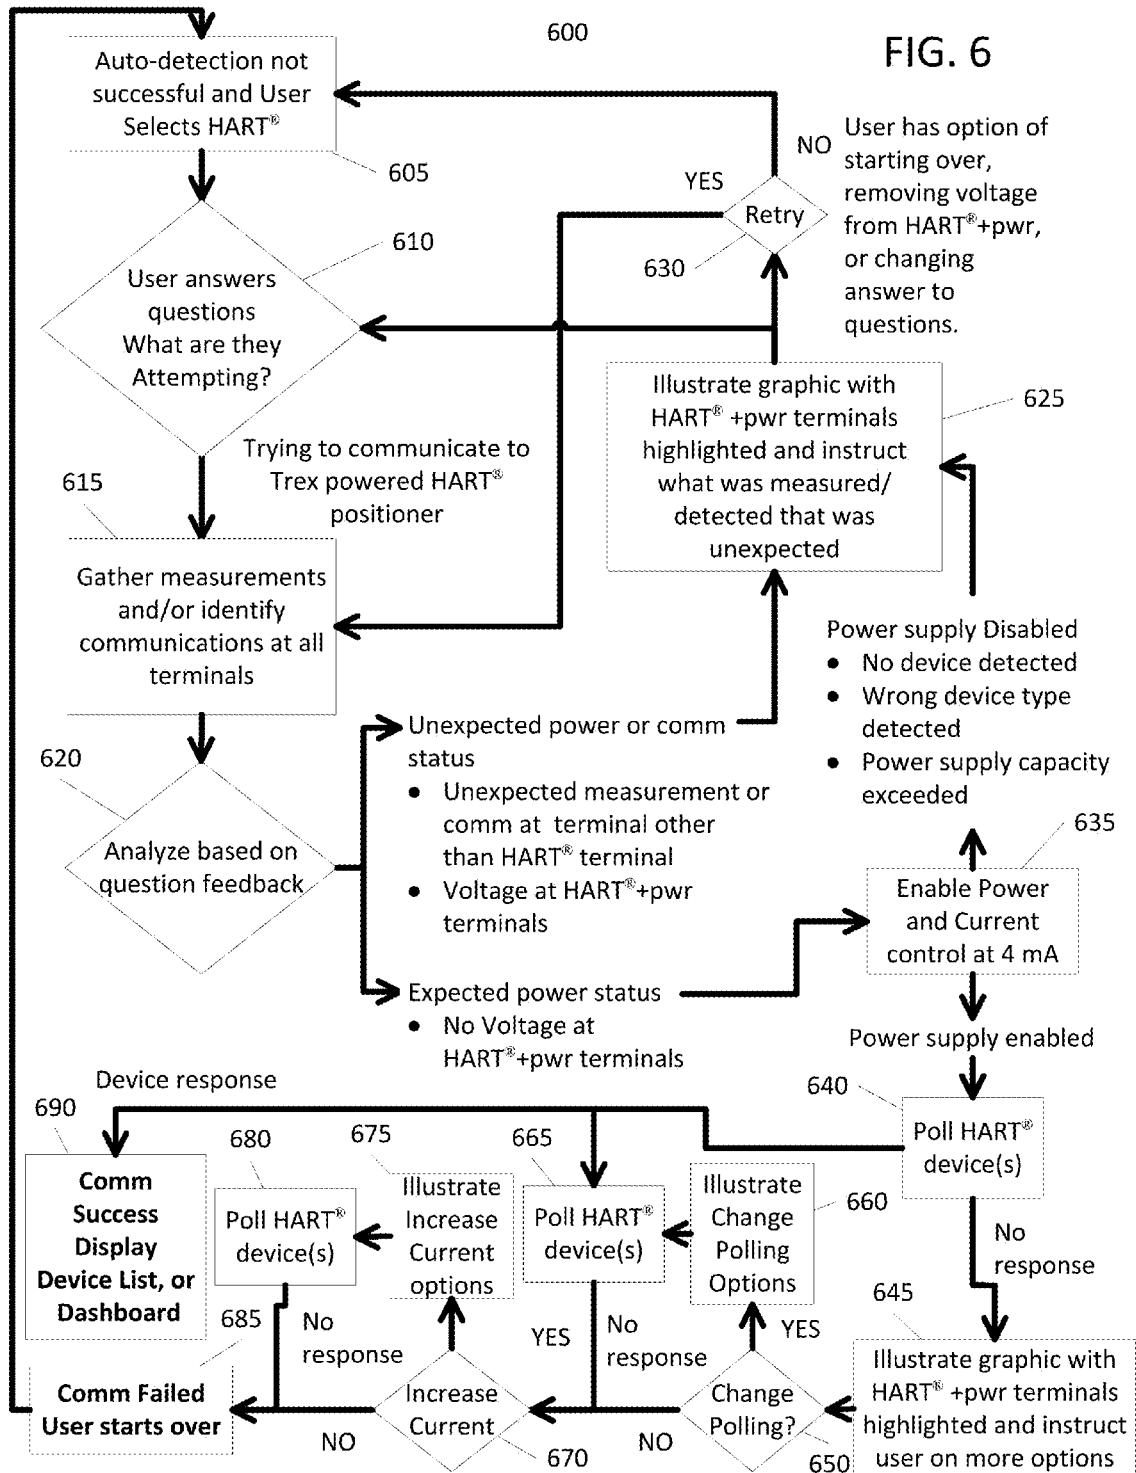 600
FIG. 6
Auto-detection not
successful and User
Selects HART®
605
NO
User has option of
starting over,
removing voltage
from HART®+pwr,
or changing
answer to
questions.
YES
Retry
630
610
User answers
questions
What are they
Attempting?
Illustrate graphic with
HART® +pwr terminals
highlighted and instruct
what was measured/
detected that was
unexpected
625
Trying to communicate to
Trex powered HART®
positioner
615
Gather measurements
and/or identify
communications at all
terminals
Power supply Disabled
● No device detected
● Wrong device type
detected
● Power supply capacity
exceeded
620
Analyze based on
question feedback
Unexpected power or comm
status
● Unexpected measurement or
comm at terminal other
than HART® terminal
● Voltage at HART®+pwr
terminals
635
Enable Power
and Current
control at 4 mA
Expected power status
● No Voltage at
HART®+pwr terminals
Power supply enabled
Device response
640
Poll HART®
device(s)
690
Comm
Success
Display
Device List, or
Dashboard
680
Poll HART®
device(s)
675
Illustrate
Increase
Current
options
665
Poll HART®
device(s)
Illustrate
Change
Polling
Options
660
No
response
645
Illustrate graphic with
HART® +pwr terminals
highlighted and instruct
user on more options
685
No
response
YES
No
response
YES
Comm Failed
User starts over
NO
Increase
Current
670
NO
Change
Polling?
650